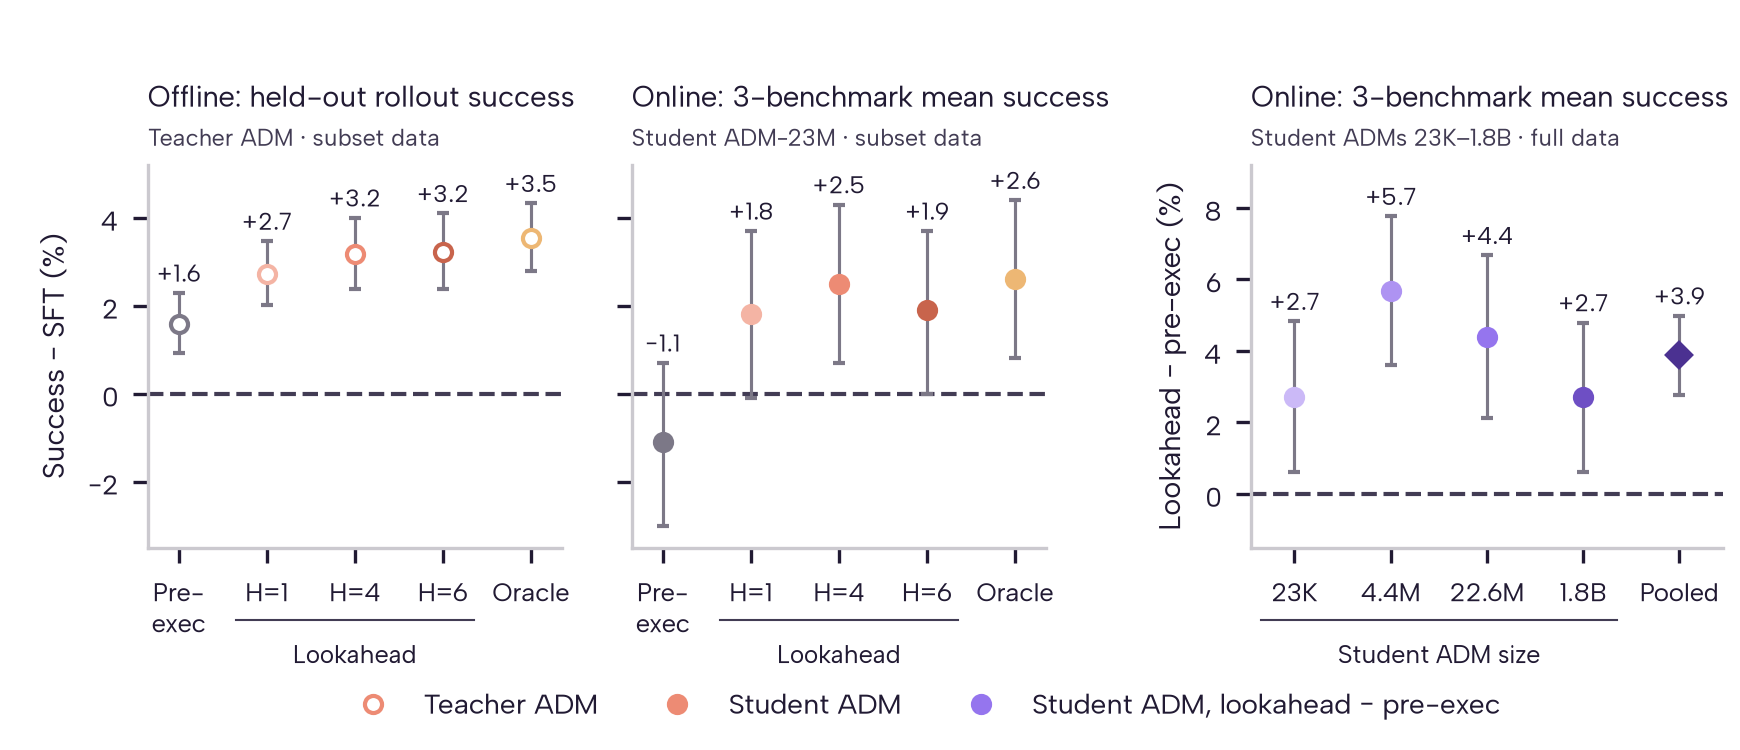 Offline: held-out rollout success
Teacher ADM · subset data
Success - SFT (%)
4
2
0
-2
+1.6
+2.7
+3.2
+3.2
+3.5
Pre-
exec
H=1
H=4
H=6
Oracle
Lookahead
Online: 3-benchmark mean success
Student ADM-23M · subset data
-1.1
+1.8
+2.5
+1.9
+2.6
Pre-
exec
H=1
H=4
H=6
Oracle
Lookahead
Online: 3-benchmark mean success
Student ADMs 23K–1.8B · full data
Lookahead - pre-exec (%)
8
6
4
2
0
+2.7
+5.7
+4.4
+2.7
+3.9
23K
4.4M
22.6M
1.8B
Pooled
Student ADM size
Teacher ADM
Student ADM
Student ADM, lookahead - pre-exec